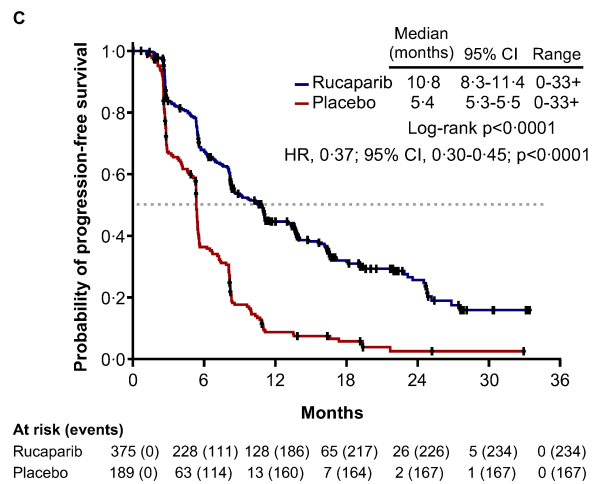 C
Median (months) 95% CI Range
Rucaparib 10·8 8·3-11·4 0-33+
Placebo 5·4 5·3-5·5 0-33+
Log-rank p<0·0001
HR, 0·37; 95% CI, 0·30-0·45; p<0·0001
Probability of progression-free survival
1·0
0·8
0·6
0·4
0·2
0·0
0 6 12 18 24 30 36
Months
At risk (events)
Rucaparib 375 (0) 228 (111) 128 (186) 65 (217) 26 (226) 5 (234) 0 (234)
Placebo 189 (0) 63 (114) 13 (160) 7 (164) 2 (167) 1 (167) 0 (167)